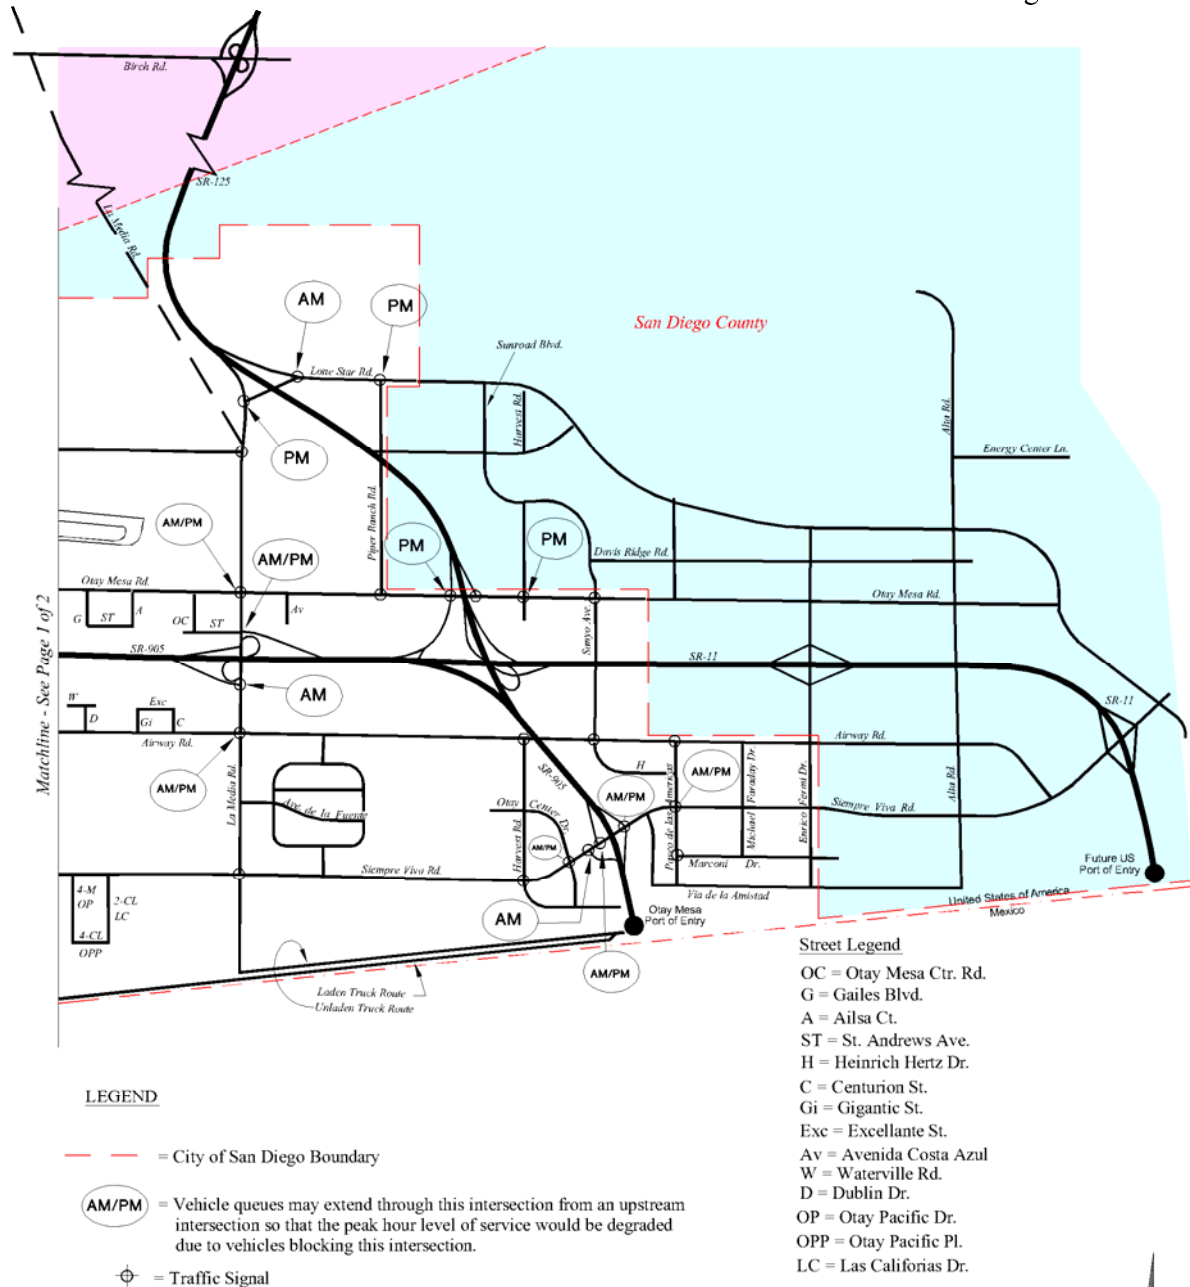 Birch Rd.
SR-125
La Media Rd.
AM
PM
San Diego County
Sunroad Blvd.
Lone Star Rd.
Harvest Rd.
Alta Rd.
PM
Energy Center Ln.
AM/PM
Piper Ranch Rd.
AM/PM
PM
PM
Davis Ridge Rd.
Otay Mesa Rd.
Otay Mesa Rd.
G
ST
A
OC
ST
Av
Sanyo Ave
Matchline - See Page 1 of 2
SR-905
SR-11
AM
W
D
Exc
Gi
C
SR-11
Airway Rd.
Airway Rd.
AM/PM
La Media Rd.
SR-905
H
AM/PM
AM/PM
Paseo de las Americas
Michael Faraday Dr.
Enrico Fermi Dr.
Alta Rd.
Ave. de la Fuente
Otay Center Dr.
Siempre Viva Rd.
Harvest Rd.
AM/PM
Marconi Dr.
Siempre Viva Rd.
Via de la Amistad
Future US
Port of Entry
4-M
OP
2-CL
LC
4-CL
OPP
AM
Otay Mesa
Port of Entry
United States of America
Mexico
AM/PM
Laden Truck Route
Unladen Truck Route
Street Legend
OC = Otay Mesa Ctr. Rd.
G = Gailes Blvd.
A = Ailsa Ct.
ST = St. Andrews Ave.
H = Heinrich Hertz Dr.
C = Centurion St.
Gi = Gigantic St.
Exc = Excellante St.
Av = Avenida Costa Azul
W = Waterville Rd.
D = Dublin Dr.
OP = Otay Pacific Dr.
OPP = Otay Pacific Pl.
LC = Las Califorias Dr.
LEGEND
= City of San Diego Boundary
AM/PM = Vehicle queues may extend through this intersection from an upstream
intersection so that the peak hour level of service would be degraded
due to vehicles blocking this intersection.
= Traffic Signal